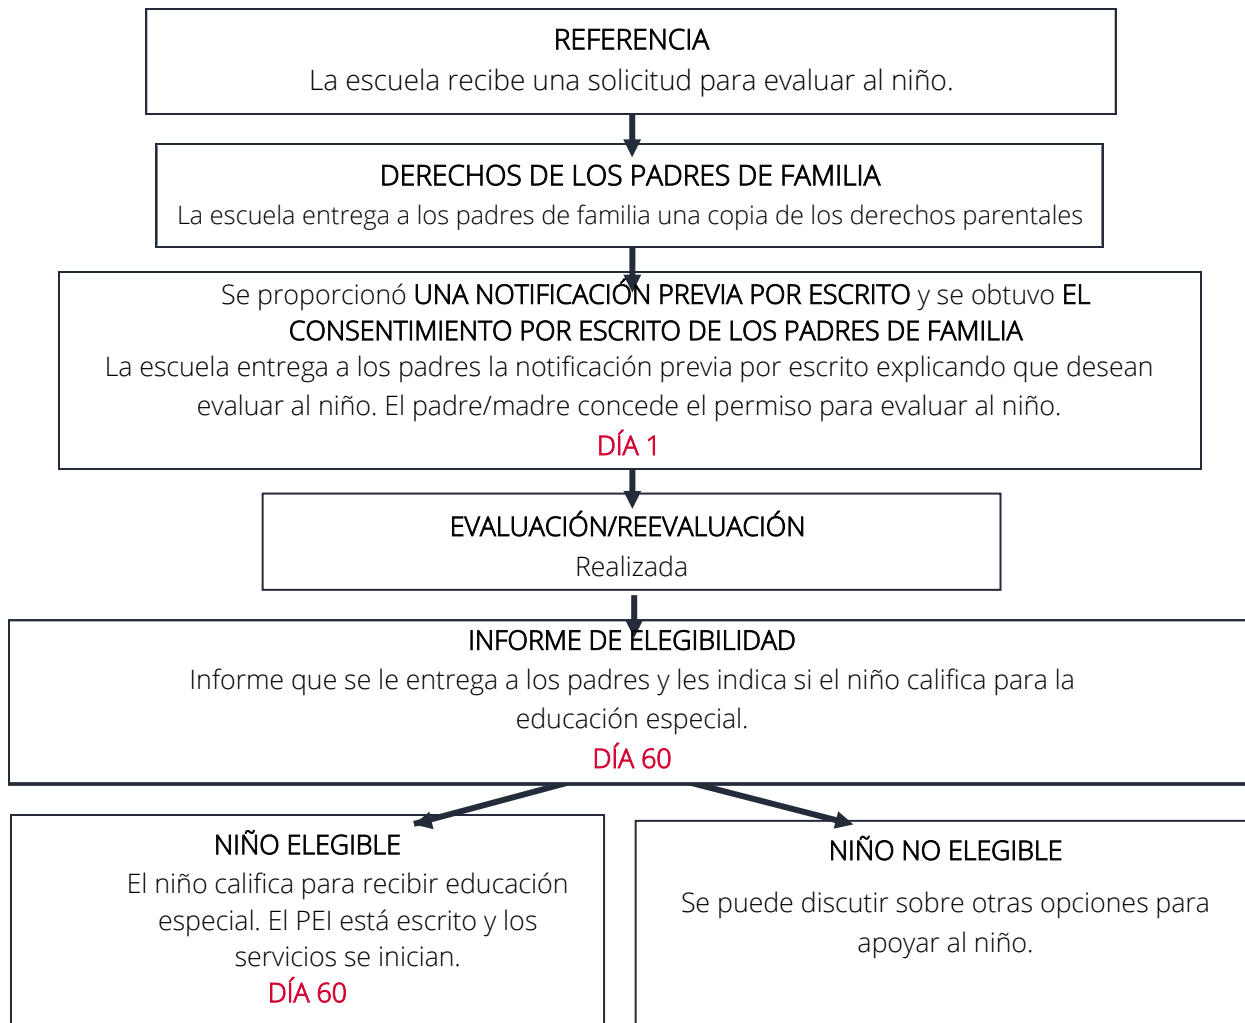 REFERENCIA
La escuela recibe una solicitud para evaluar al niño.
DERECHOS DE LOS PADRES DE FAMILIA
La escuela entrega a los padres de familia una copia de los derechos parentales
Se proporcionó UNA NOTIFICACIÓN PREVIA POR ESCRITO y se obtuvo EL
CONSENTIMIENTO POR ESCRITO DE LOS PADRES DE FAMILIA
La escuela entrega a los padres la notificación previa por escrito explicando que desean
evaluar al niño. El padre/madre concede el permiso para evaluar al niño.
DÍA 1
EVALUACIÓN/REEVALUACIÓN
Realizada
INFORME DE ELEGIBILIDAD
Informe que se le entrega a los padres y les indica si el niño califica para la
educación especial.
DÍA 60
NIÑO ELEGIBLE
El niño califica para recibir educación
especial. El PEI está escrito y los
servicios se inician.
DÍA 60
NIÑO NO ELEGIBLE
Se puede discutir sobre otras opciones para
apoyar al niño.